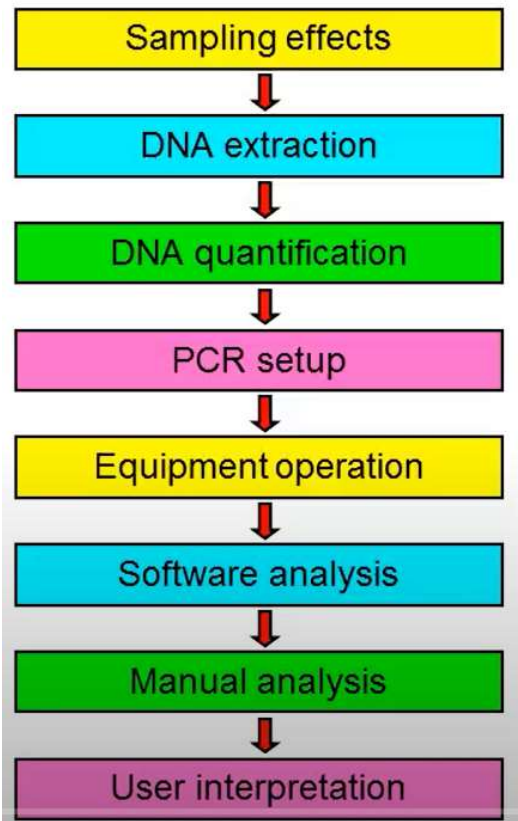 Sampling effects
DNA extraction
DNA quantification
PCR setup
Equipment operation
Software analysis
Manual analysis
User interpretation